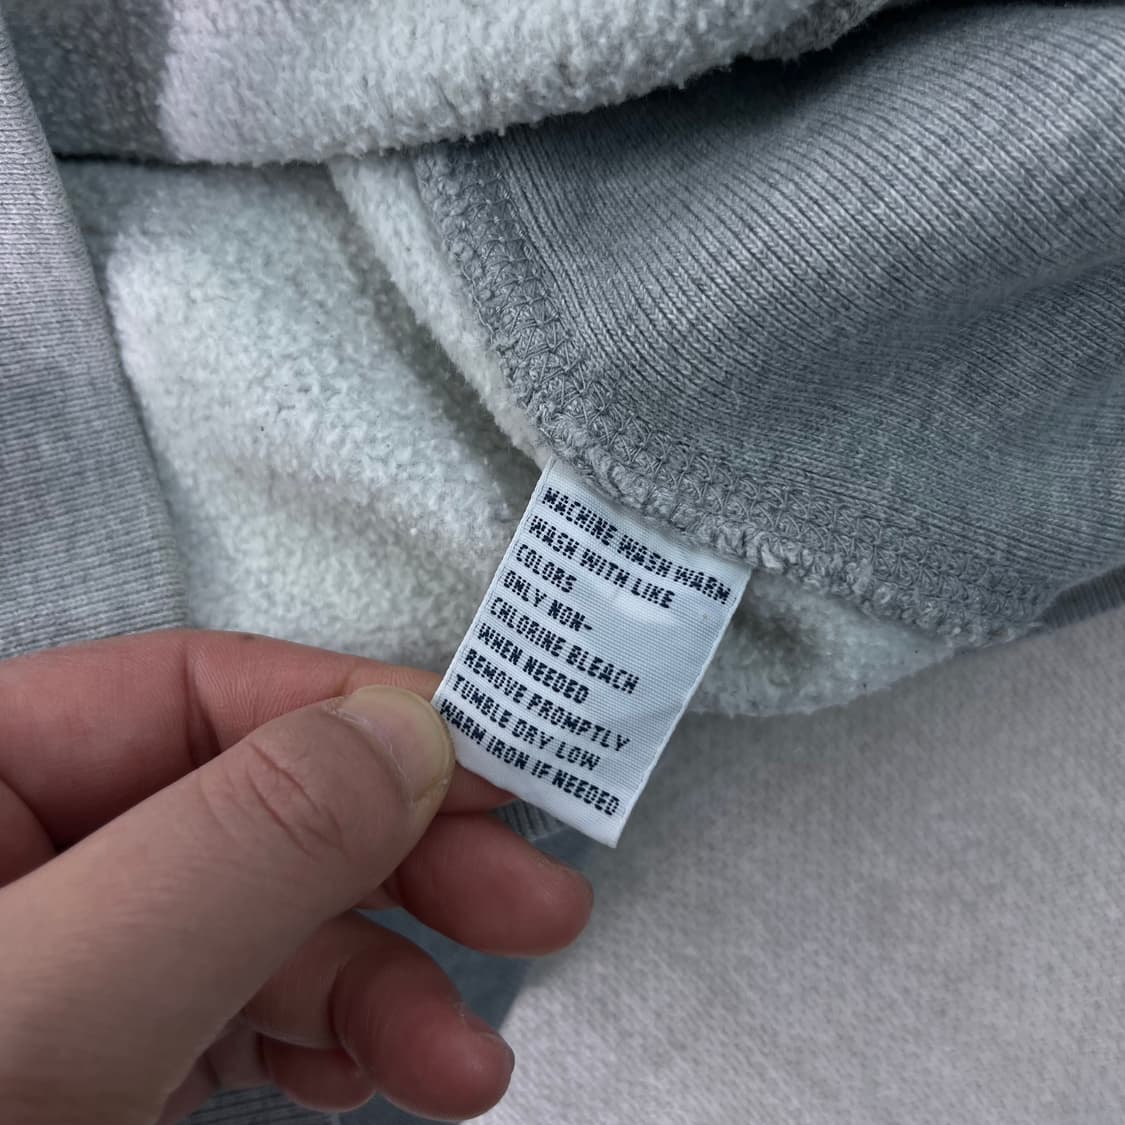 MACHINE WASH WARM
WASH WITH LIKE
COLORS
ONLY NON-
CHLORINE BLEACH
WHEN NEEDED
REMOVE PROMPTLY
TUMBLE DRY LOW
WARM IRON IF NEEDED